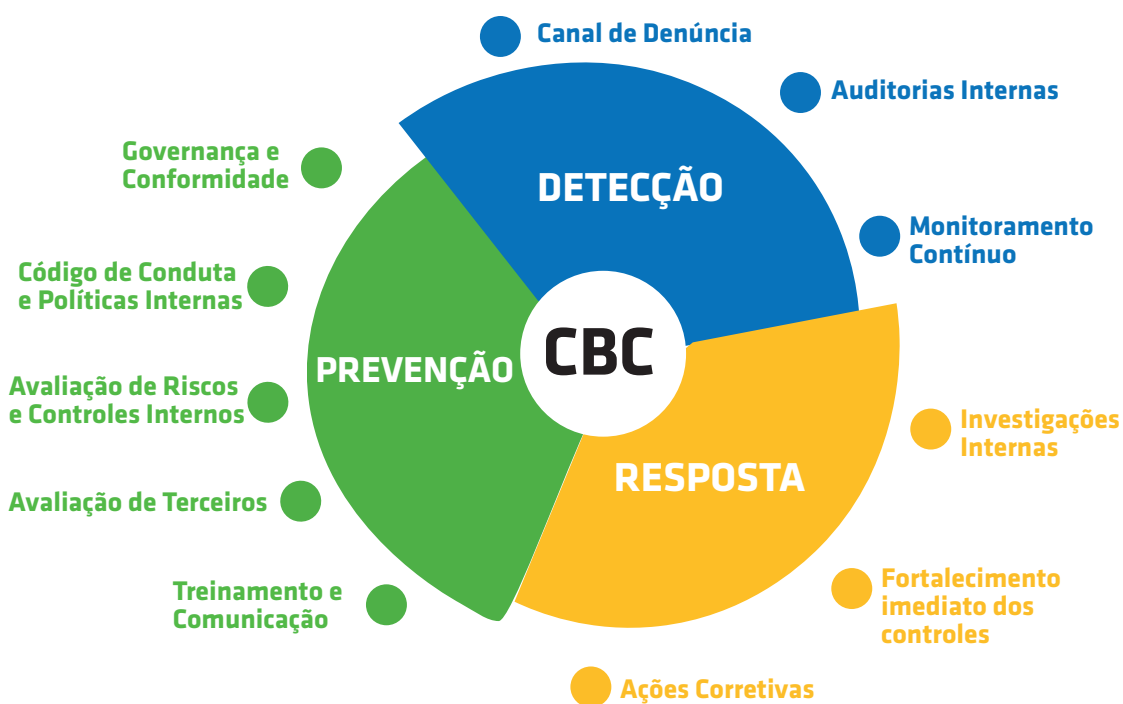 Canal de Denúncia
Auditorias Internas
Governança e
Conformidade
DETECÇÃO
Monitoramento
Contínuo
Código de Conduta
e Políticas Internas
CBC
PREVENÇÃO
Avaliação de Riscos
e Controles Internos
Investigações
Internas
RESPOSTA
Avaliação de Terceiros
Treinamento e
Comunicação
Fortalecimento
imediato dos
controles
Ações Corretivas